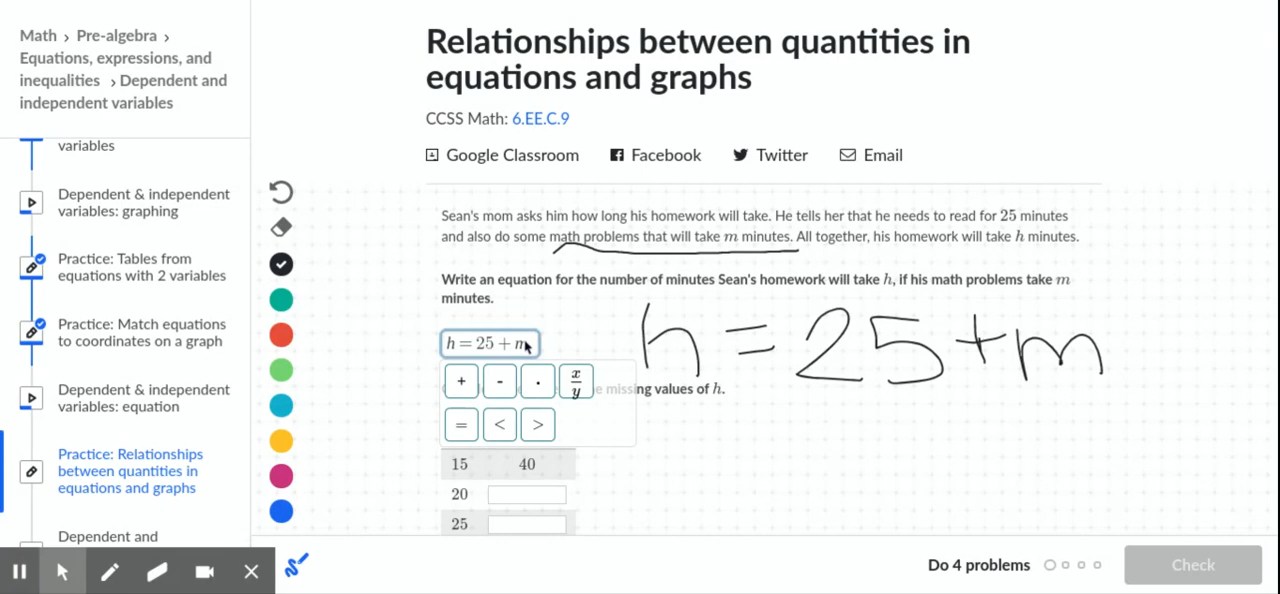 Math › Pre-algebra ›
Equations, expressions, and
inequalities › Dependent and
independent variables
variables
Dependent & independent
variables: graphing
Practice: Tables from
equations with 2 variables
Practice: Match equations
to coordinates on a graph
Dependent & independent
variables: equation
Practice: Relationships
between quantities in
equations and graphs
Dependent and
Relationships between quantities in
equations and graphs
CCSS Math: 6.EE.C.9
Google Classroom Facebook Twitter Email
Sean's mom asks him how long his homework will take. He tells her that he needs to read for 25 minutes
and also do some math problems that will take m minutes. All together, his homework will take h minutes.
Write an equation for the number of minutes Sean's homework will take h, if his math problems take m
minutes.
h = 25 + m
h = 25 + m
+ - · x/y
e missing values of h.
= < >
15 40
20
25
Do 4 problems
Check